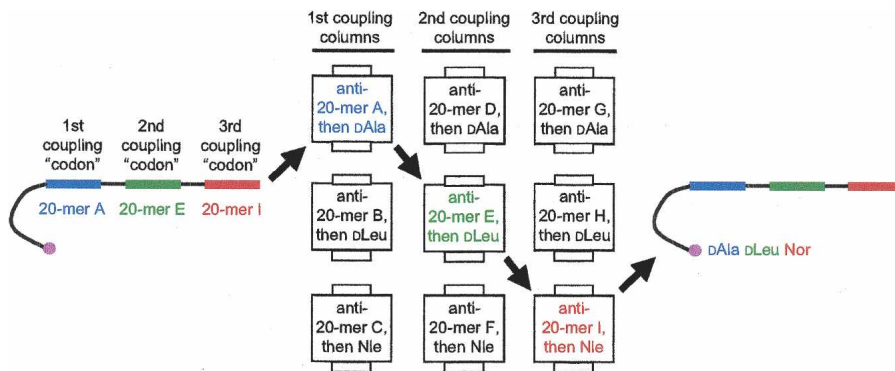 1st coupling
columns
2nd coupling
columns
3rd coupling
columns
1st
coupling
"codon"
2nd
coupling
"codon"
3rd
coupling
"codon"
20-mer A
20-mer E
20-mer I
anti-
20-mer A,
then DAla
anti-
20-mer D,
then DAla
anti-
20-mer G,
then DAla
anti-
20-mer B,
then DLeu
anti-
20-mer E,
then DLeu
anti-
20-mer H,
then DLeu
anti-
20-mer C,
then Nle
anti-
20-mer F,
then Nle
anti-
20-mer I,
then Nle
DAla DLeu Nor